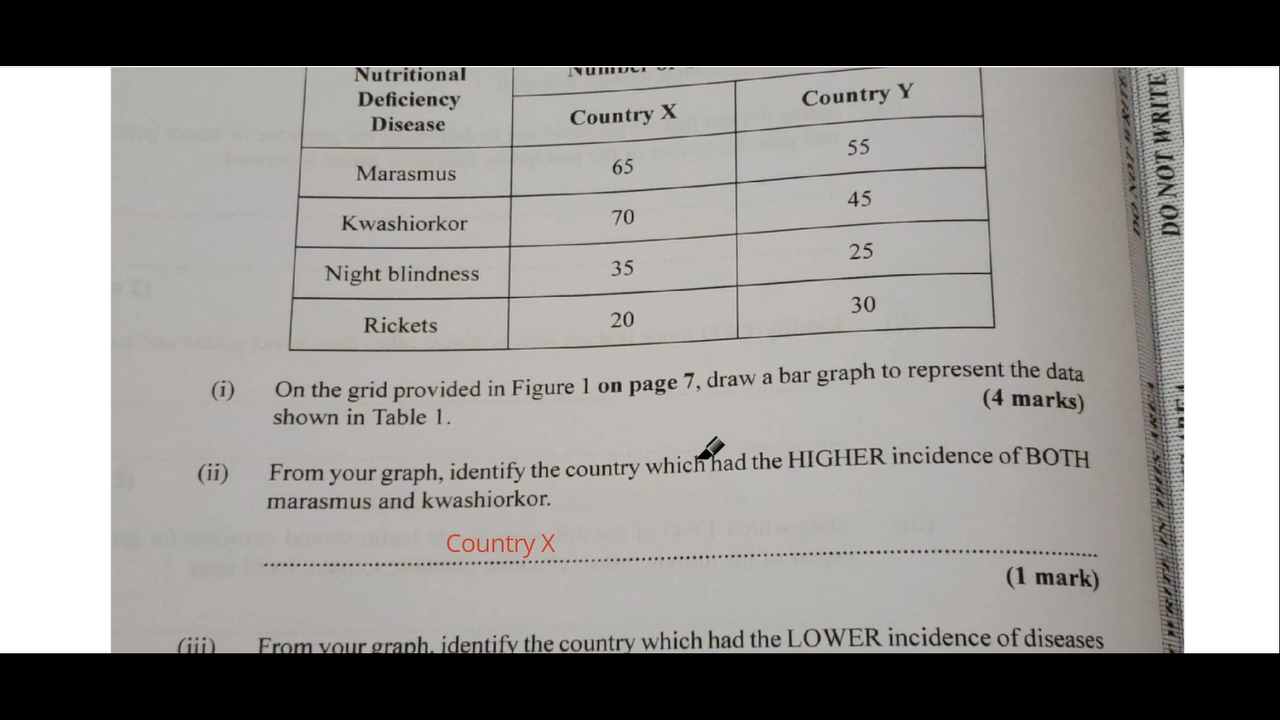 Nutritional
Deficiency
Disease
Number of
Country X
Country Y
Marasmus 65 55
Kwashiorkor 70 45
Night blindness 35 25
Rickets 20 30
(i) On the grid provided in Figure 1 on page 7, draw a bar graph to represent the data
shown in Table 1.
(4 marks)
(ii) From your graph, identify the country which had the HIGHER incidence of BOTH
marasmus and kwashiorkor.
Country X
(1 mark)
(iii) From your graph, identify the country which had the LOWER incidence of diseases
DO NOT WRITE